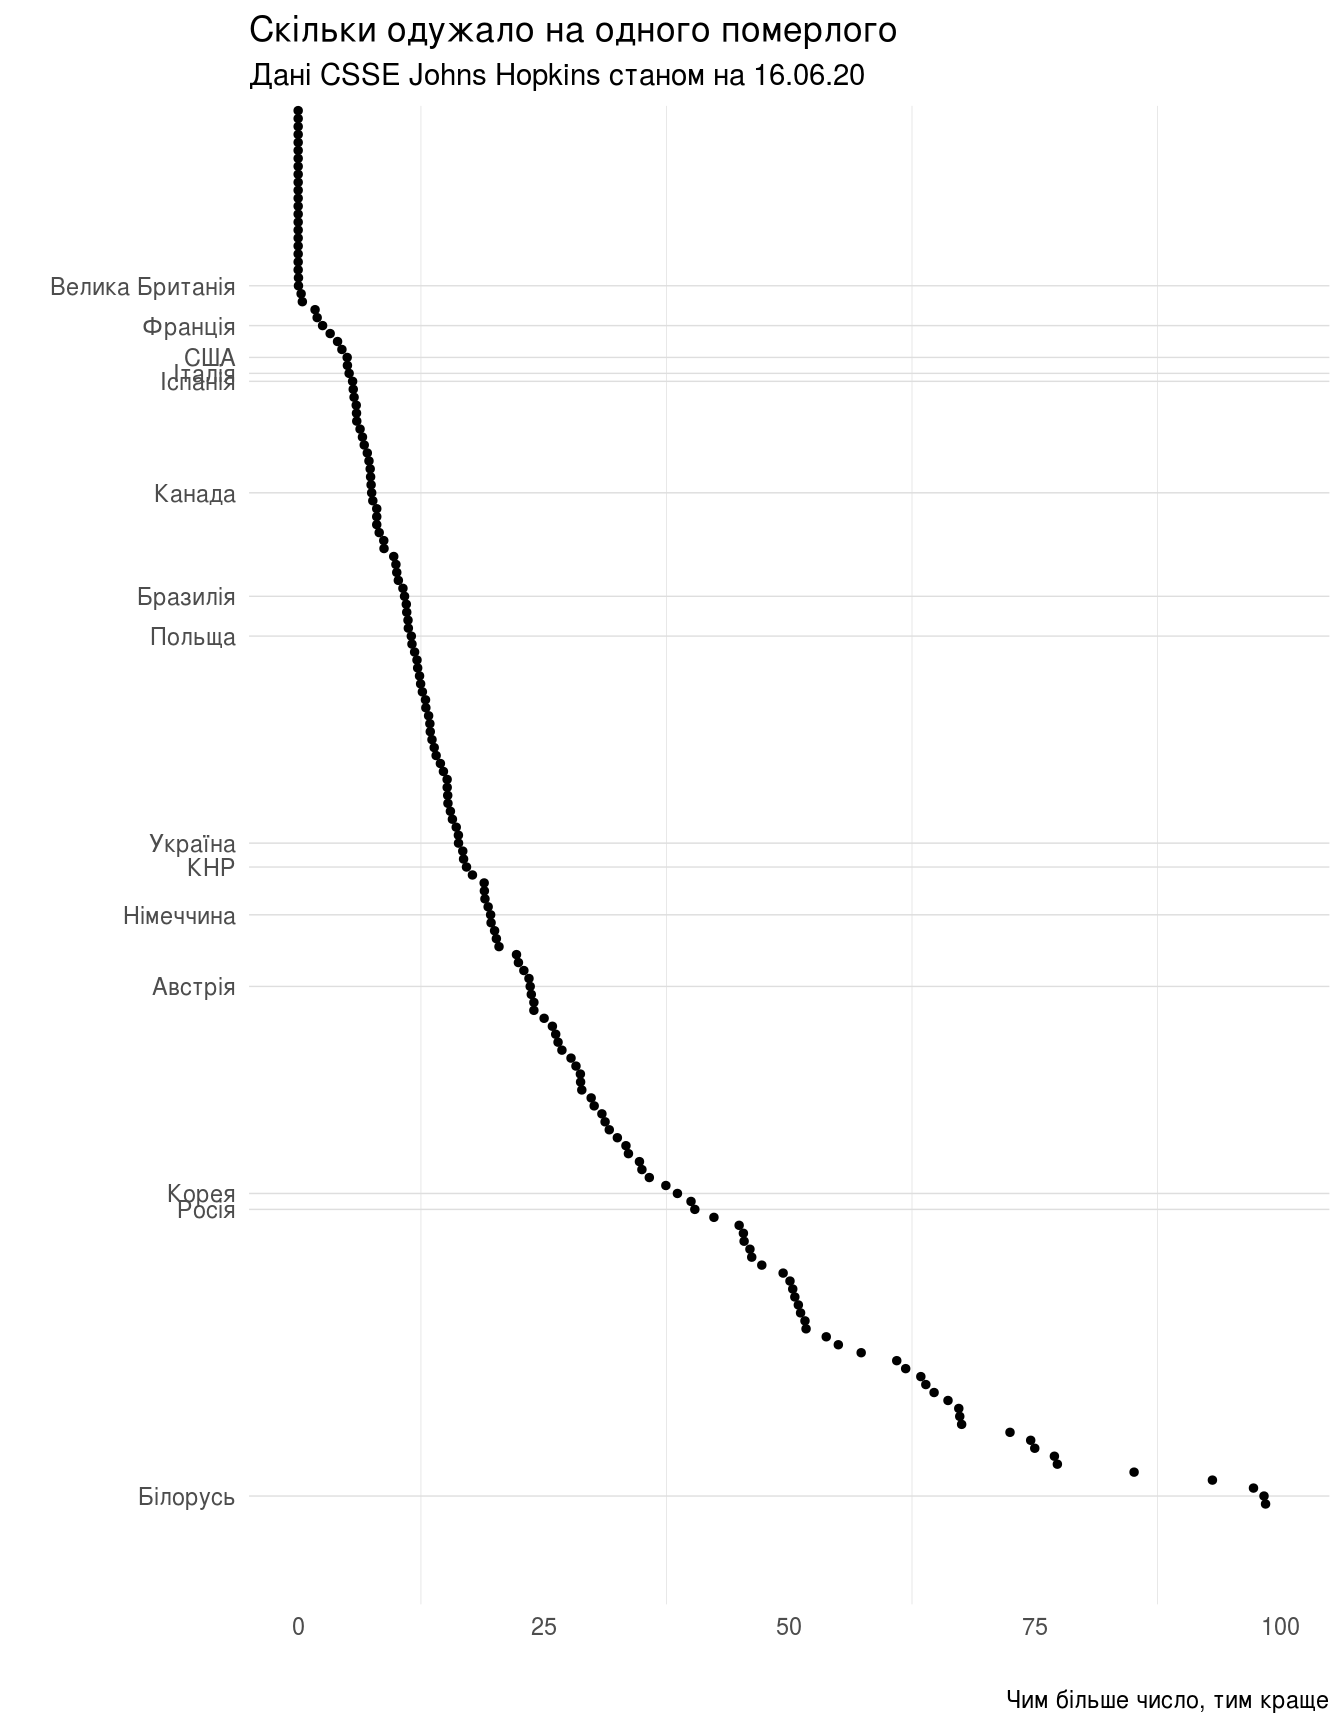 Скільки одужало на одного померлого
Дані CSSE Johns Hopkins станом на 16.06.20
Велика Британія
Франція
США
Італія
Іспанія
Канада
Бразилія
Польща
Україна
КНР
Німеччина
Австрія
Корея
Росія
Білорусь
0 25 50 75 100
Чим більше число, тим краще